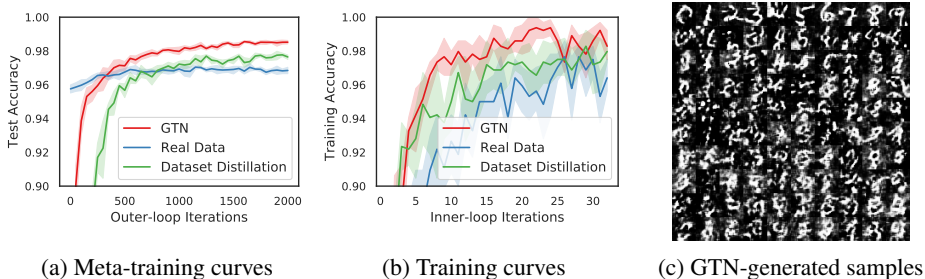 1.00
0.98
0.96
0.94
0.92
0.90
Test Accuracy
GTN
Real Data
Dataset Distillation
0 500 1000 1500 2000
Outer-loop Iterations
(a) Meta-training curves
1.00
0.98
0.96
0.94
0.92
0.90
Training Accuracy
GTN
Real Data
Dataset Distillation
0 5 10 15 20 25 30
Inner-loop Iterations
(b) Training curves
(c) GTN-generated samples